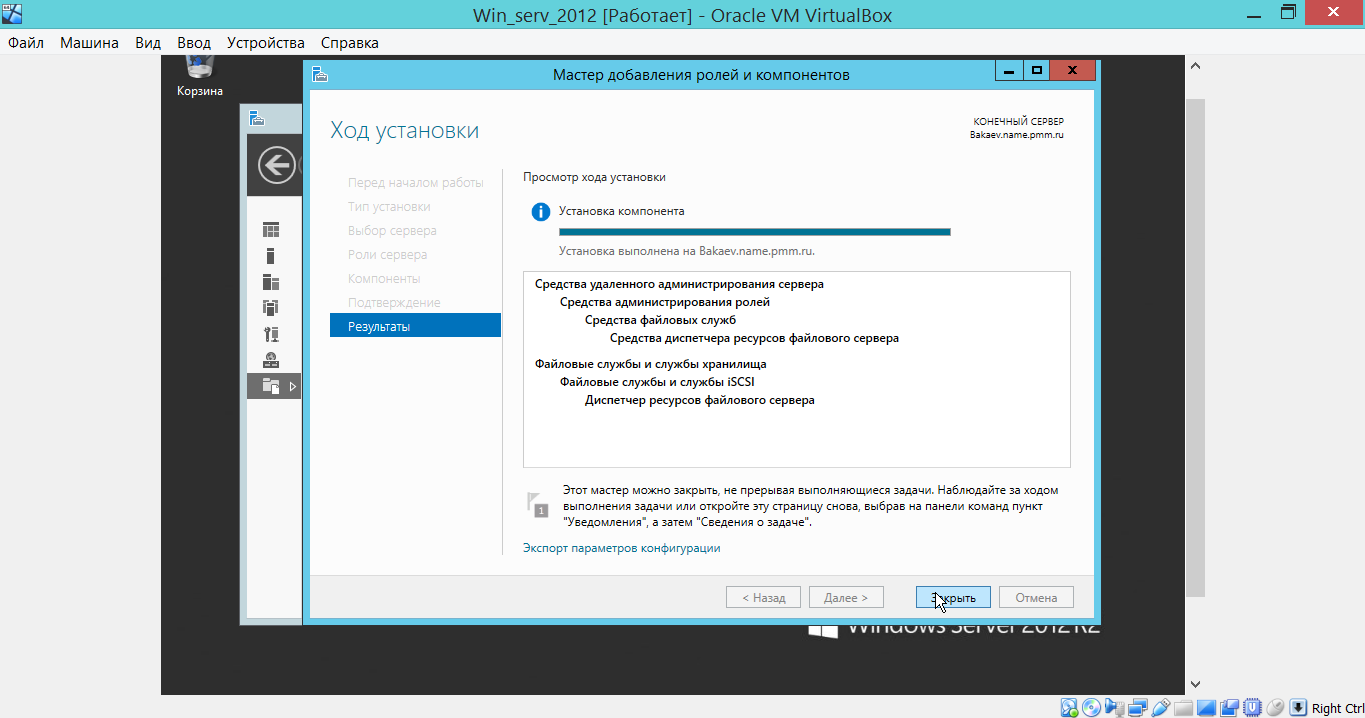 Win_serv_2012 [Работает] - Oracle VM VirtualBox
Файл Машина Вид Ввод Устройства Справка
Корзина
Мастер добавления ролей и компонентов
Ход установки
КОНЕЧНЫЙ СЕРВЕР
Bakaev.name.pmm.ru
Перед началом работы
Тип установки
Выбор сервера
Роли сервера
Компоненты
Подтверждение
Результаты
Просмотр хода установки
Установка компонента
Установка выполнена на Bakaev.name.pmm.ru.
Средства удаленного администрирования сервера
Средства администрирования ролей
Средства файловых служб
Средства диспетчера ресурсов файлового сервера
Файловые службы и службы хранилища
Файловые службы и службы iSCSI
Диспетчер ресурсов файлового сервера
1
Этот мастер можно закрыть, не прерывая выполняющиеся задачи. Наблюдайте за ходом
выполнения задачи или откройте эту страницу снова, выбрав на панели команд пункт
"Уведомления", а затем "Сведения о задаче".
Экспорт параметров конфигурации
< Назад Далее > Закрыть Отмена
Windows Server 2012 R2
Right Ctrl